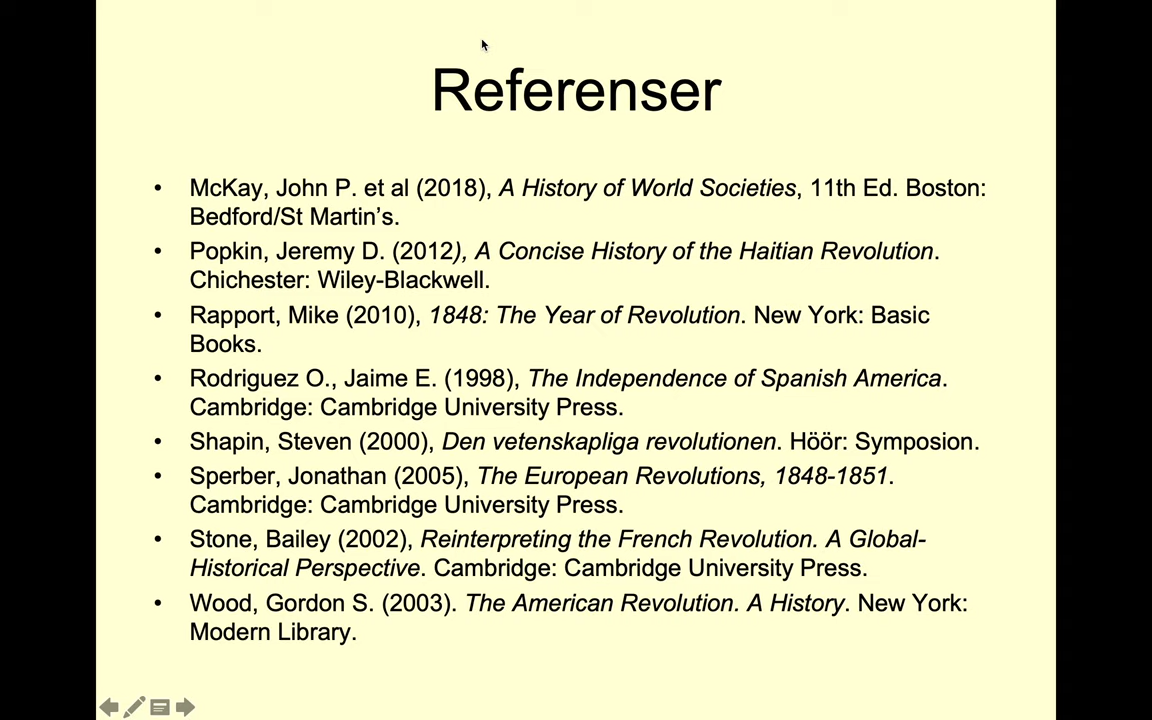 Referenser
• McKay, John P. et al (2018), A History of World Societies, 11th Ed. Boston:
Bedford/St Martin’s.
• Popkin, Jeremy D. (2012), A Concise History of the Haitian Revolution.
Chichester: Wiley-Blackwell.
• Rapport, Mike (2010), 1848: The Year of Revolution. New York: Basic
Books.
• Rodriguez O., Jaime E. (1998), The Independence of Spanish America.
Cambridge: Cambridge University Press.
• Shapin, Steven (2000), Den vetenskapliga revolutionen. Höör: Symposion.
• Sperber, Jonathan (2005), The European Revolutions, 1848-1851.
Cambridge: Cambridge University Press.
• Stone, Bailey (2002), Reinterpreting the French Revolution. A Global-
Historical Perspective. Cambridge: Cambridge University Press.
• Wood, Gordon S. (2003). The American Revolution. A History. New York:
Modern Library.